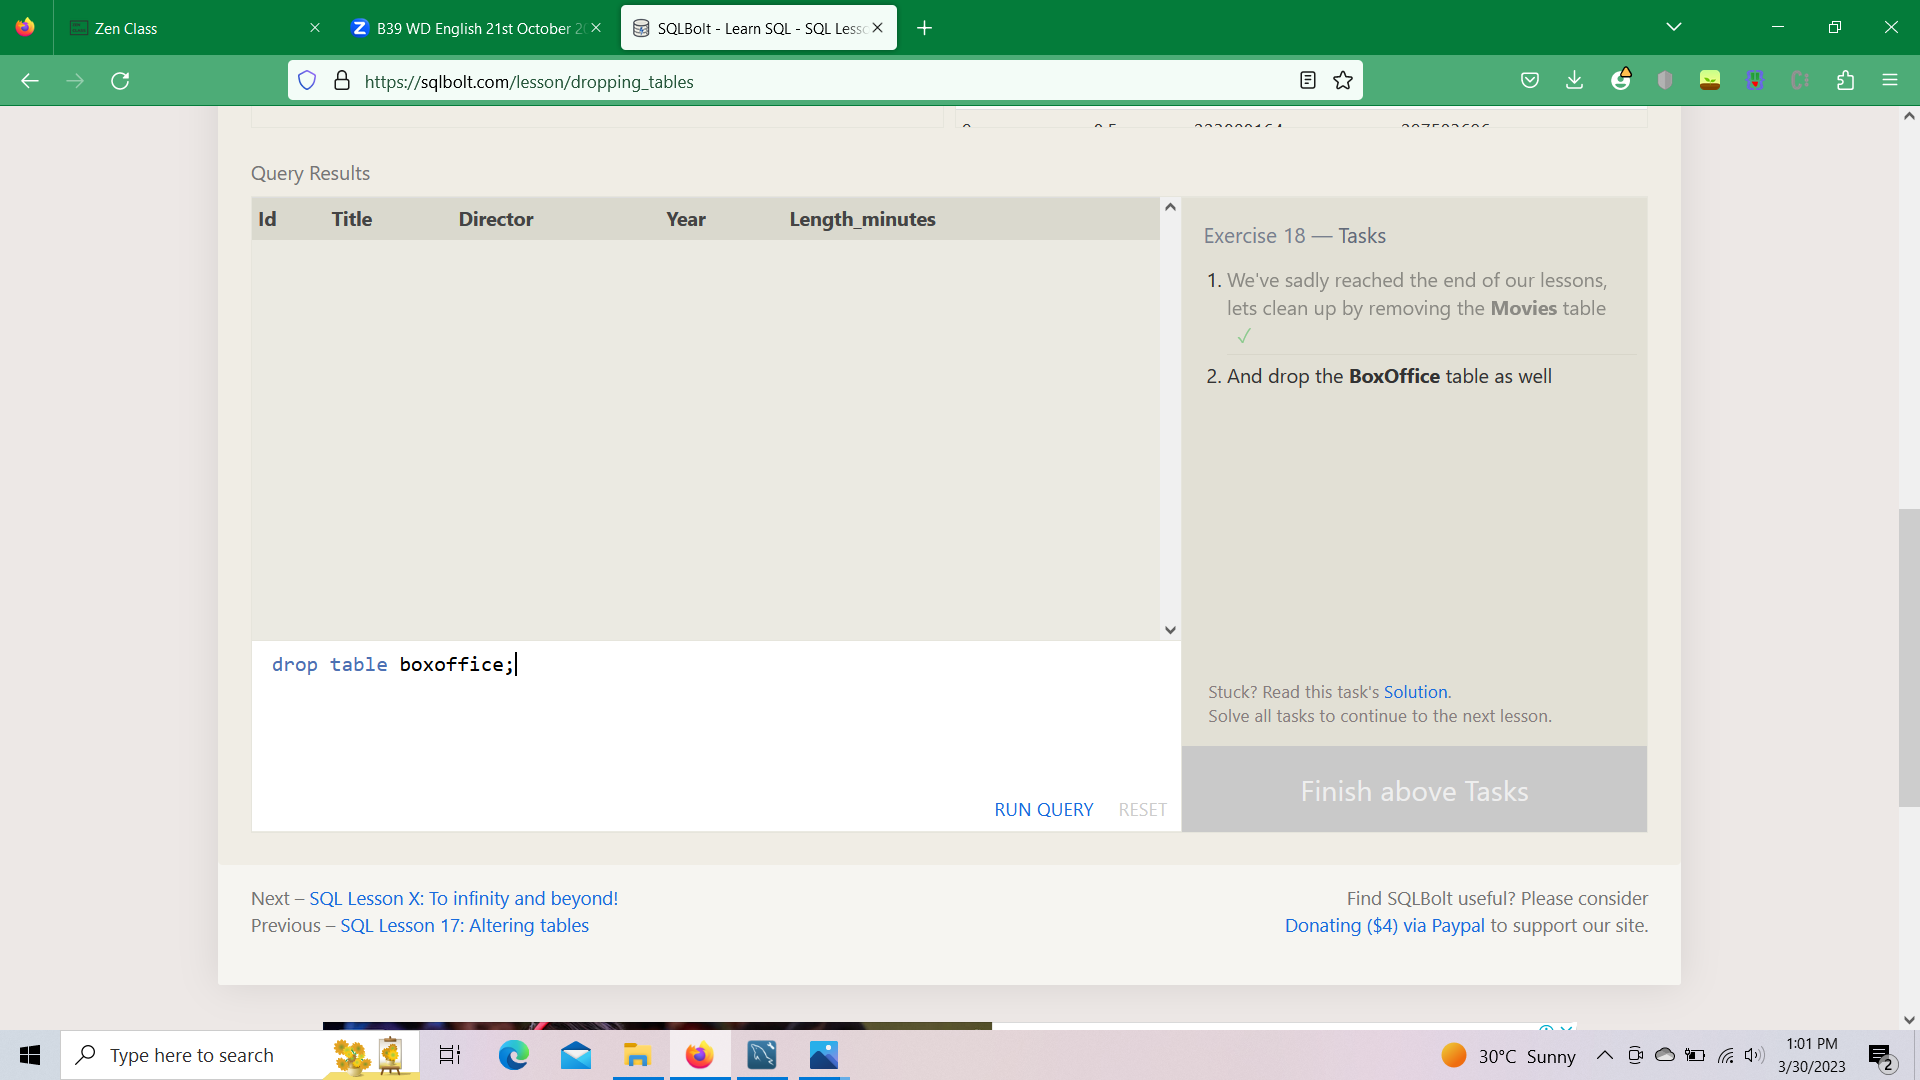 Zen Class
B39 WD English 21st October 2
SQLBolt - Learn SQL - SQL Less
https://sqlbolt.com/lesson/dropping_tables
Query Results
Id Title Director Year Length_minutes
Exercise 18 — Tasks
1. We've sadly reached the end of our lessons,
lets clean up by removing the Movies table
✓
2. And drop the BoxOffice table as well
drop table boxoffice;
Stuck? Read this task's Solution.
Solve all tasks to continue to the next lesson.
RUN QUERY RESET
Finish above Tasks
Next – SQL Lesson X: To infinity and beyond!
Previous – SQL Lesson 17: Altering tables
Find SQLBolt useful? Please consider
Donating ($4) via Paypal to support our site.
Type here to search
30°C Sunny
1:01 PM
3/30/2023
2